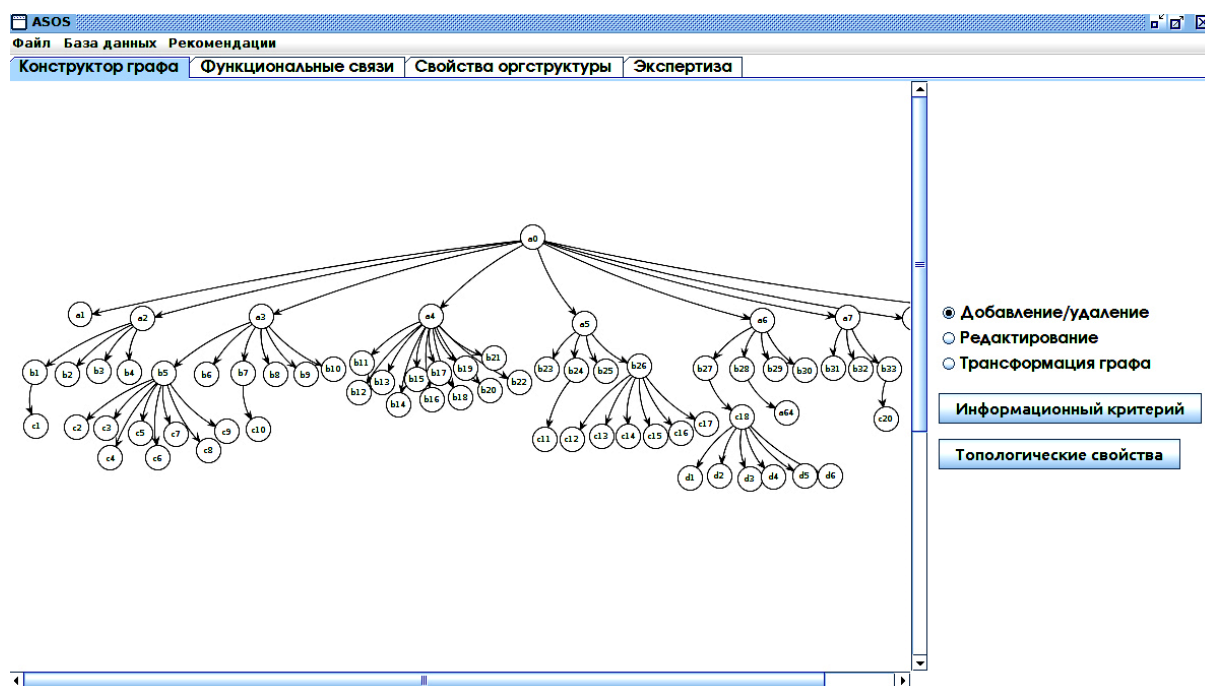 ASOS
Файл База данных Рекомендации
Конструктор графа Функциональные связи Свойства оргструктуры Экспертиза
a0
a1 a2 a3 a4 a5 a6 a7
b1 b2 b3 b4 b5 b6 b7 b8 b9 b10 b11 b12 b13 b14 b15 b16 b17 b18 b19 b20 b21 b22 b23 b24 b25 b26 b27 b28 b29 b30 b31 b32 b33
c1 c2 c3 c4 c5 c6 c7 c8 c9 c10 c11 c12 c13 c14 c15 c16 c17 c18 a64 c20
d1 d2 d3 d4 d5 d6
Добавление/удаление
Редактирование
Трансформация графа
Информационный критерий
Топологические свойства